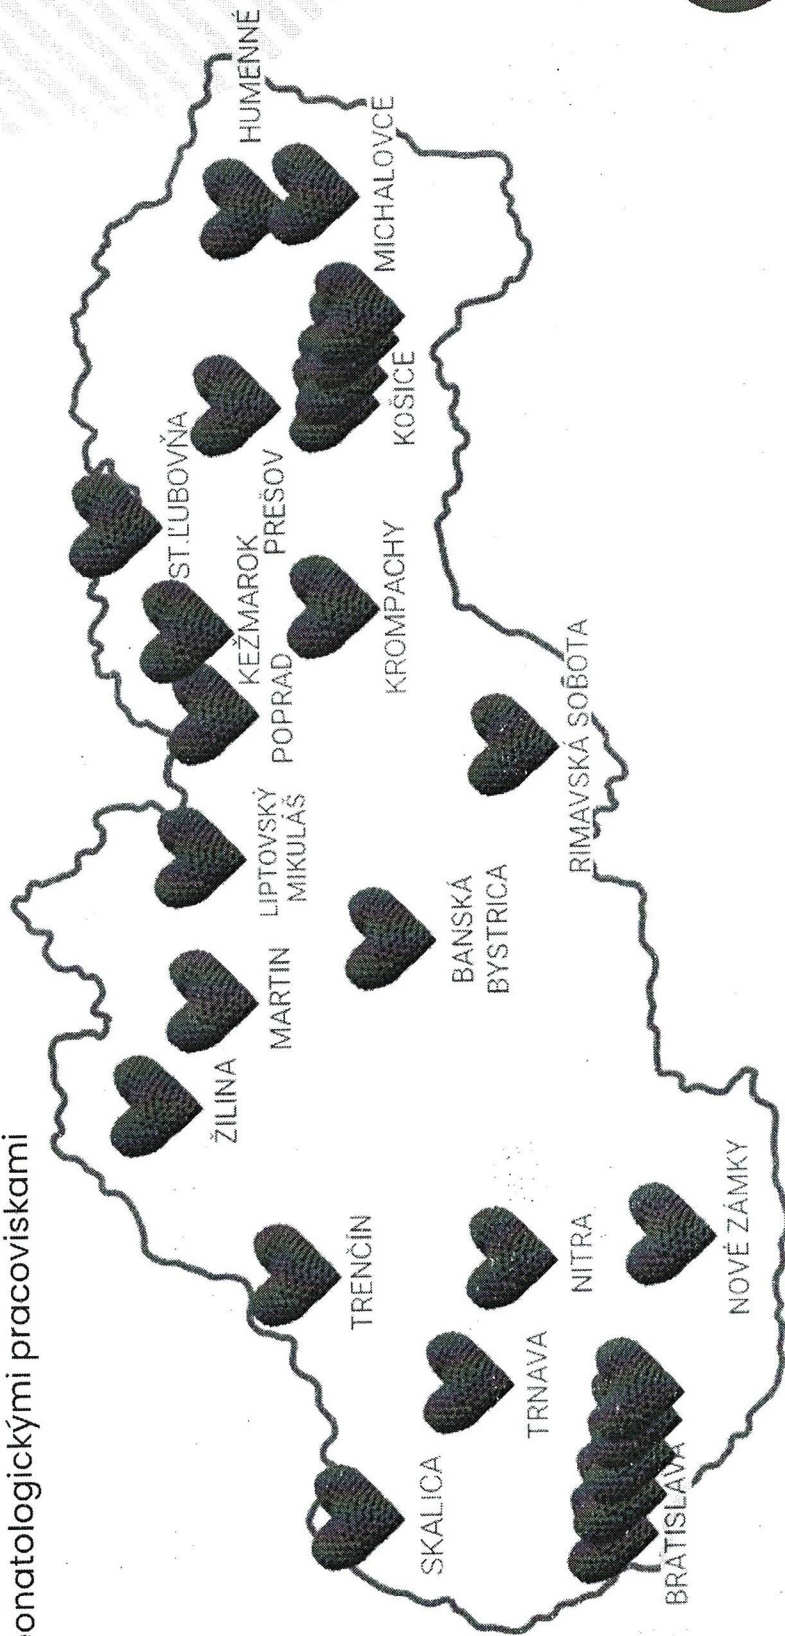 onatologickými pracoviskami
HUMENNÉ
MICHALOVCE
ST.ĽUBOVŇA
PREŠOV
KOŠICE
KEŽMAROK
POPRAD
KROMPACHY
LIPTOVSKÝ
MIKULÁŠ
RIMAVSKÁ SOBOTA
ŽILINA
MARTIN
BANSKÁ
BYSTRICA
TRENČÍN
NITRA
NOVÉ ZÁMKY
TRNAVA
SKALICA
BRATISLAVA